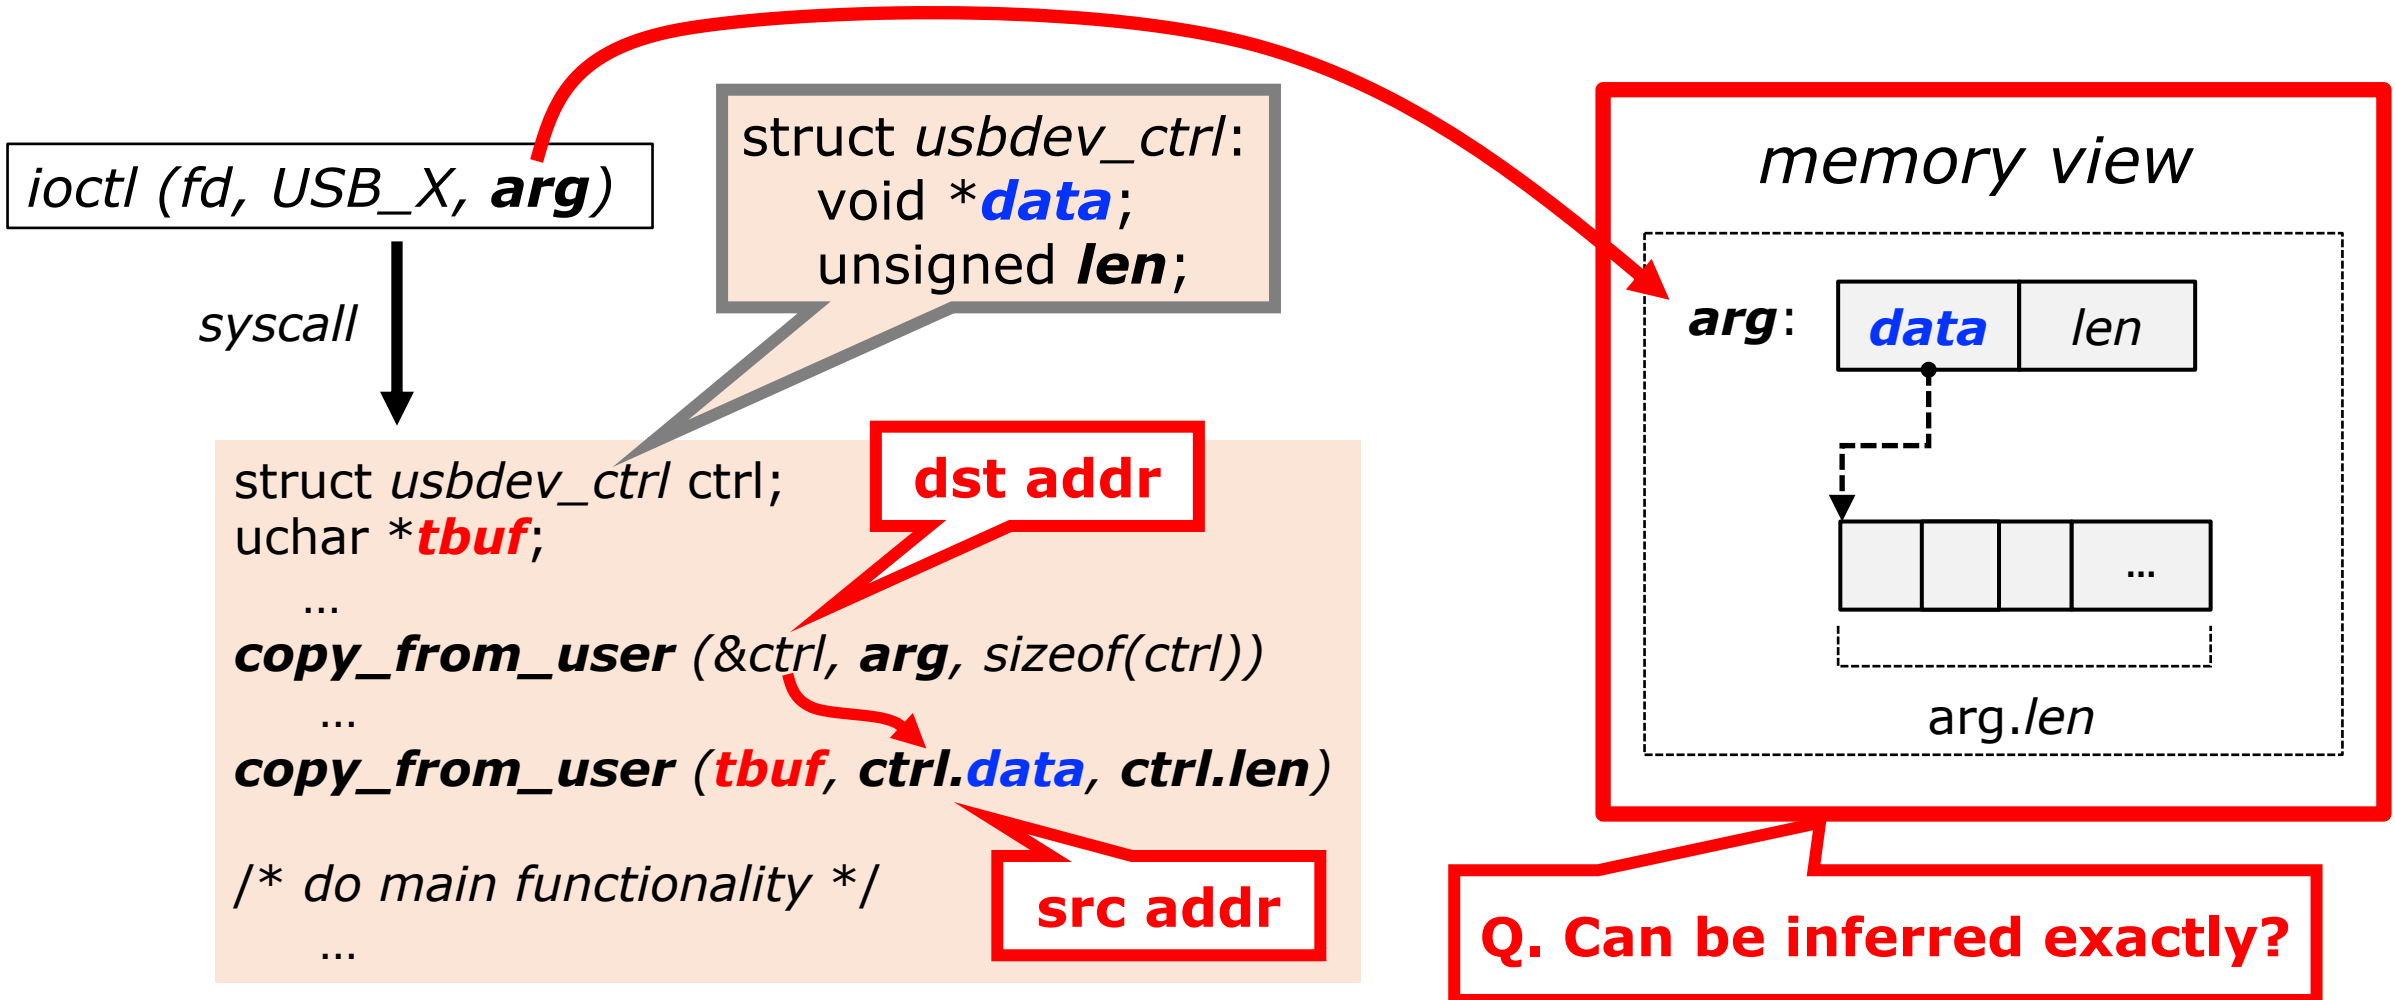 ioctl (fd, USB_X, arg)
syscall
struct usbdev_ctrl:
void *data;
unsigned len;
struct usbdev_ctrl ctrl;
uchar *tbuf;
...
copy_from_user (&ctrl, arg, sizeof(ctrl))
...
copy_from_user (tbuf, ctrl.data, ctrl.len)
/* do main functionality */
...
dst addr
src addr
memory view
arg: data len
...
arg.len
Q. Can be inferred exactly?